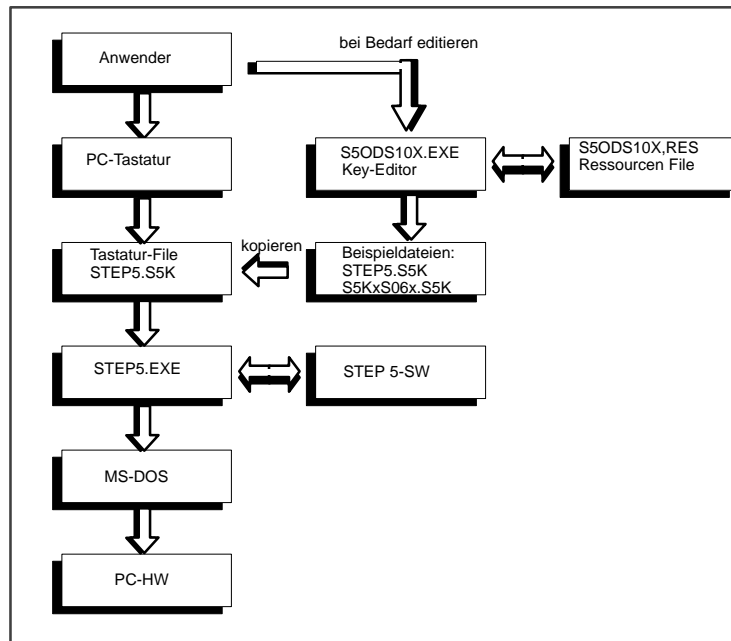 bei Bedarf editieren
Anwender
PC-Tastatur
S5ODS10X.EXE
Key-Editor
S5ODS10X,RES
Ressourcen File
kopieren
Tastatur-File
STEP5.S5K
Beispieldateien:
STEP5.S5K
S5KxS06x.S5K
STEP5.EXE
STEP 5-SW
MS-DOS
PC-HW